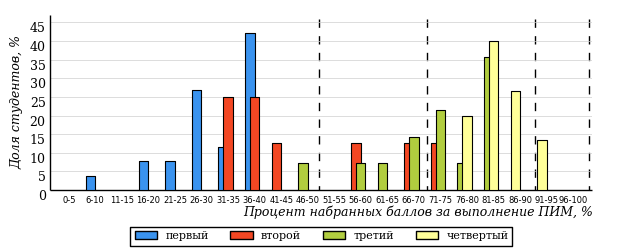 Доля студентов, %
45
40
35
30
25
20
15
10
5
0
0-5 6-10 11-15 16-20 21-25 26-30 31-35 36-40 41-45 46-50 51-55 56-60 61-65 66-70 71-75 76-80 81-85 86-90 91-95 96-100
Процент набранных баллов за выполнение ПИМ, %
первый второй третий четвертый